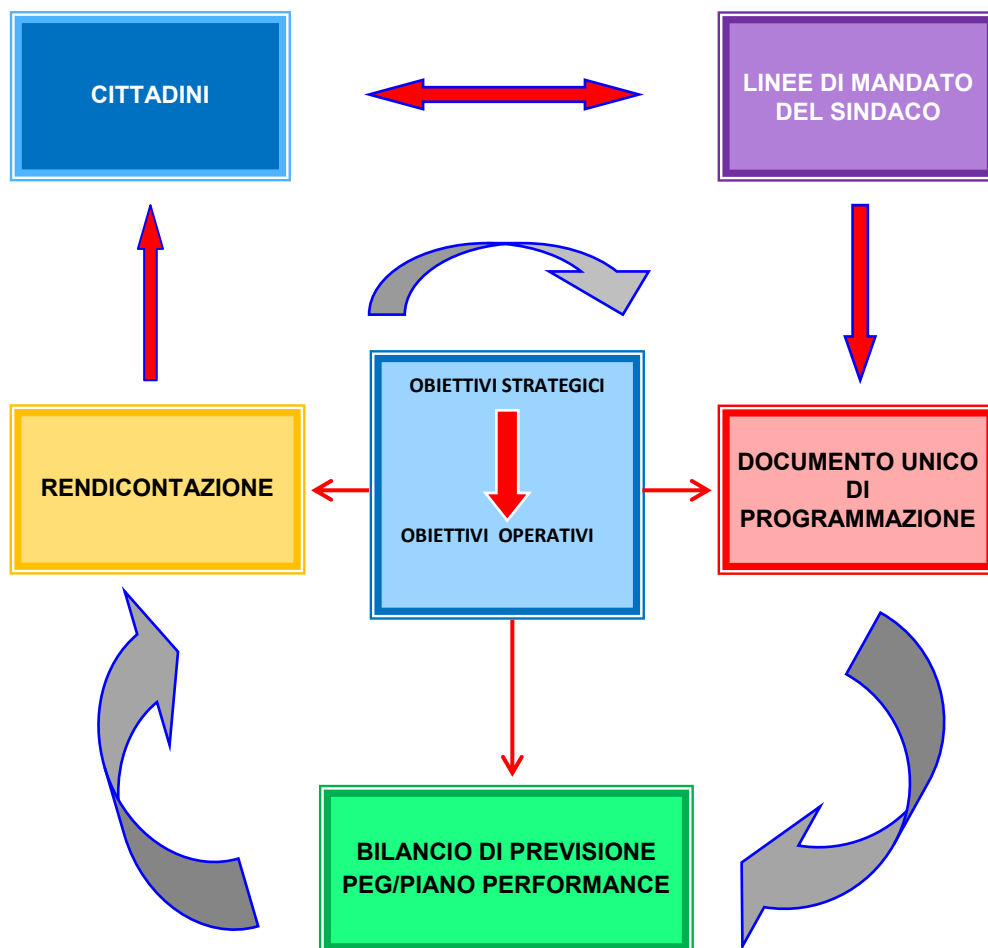 CITTADINI
LINEE DI MANDATO
DEL SINDACO
OBIETTIVI STRATEGICI
OBIETTIVI OPERATIVI
RENDICONTAZIONE
DOCUMENTO UNICO
DI
PROGRAMMAZIONE
BILANCIO DI PREVISIONE
PEG/PIANO PERFORMANCE